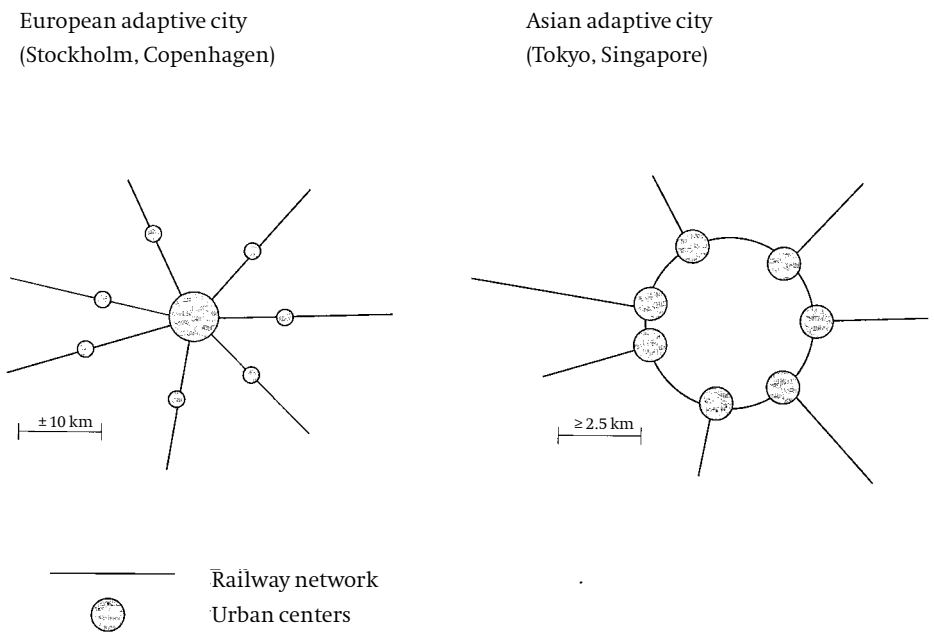 European adaptive city
(Stockholm, Copenhagen)
Asian adaptive city
(Tokyo, Singapore)
± 10 km
≥ 2.5 km
Railway network
Urban centers